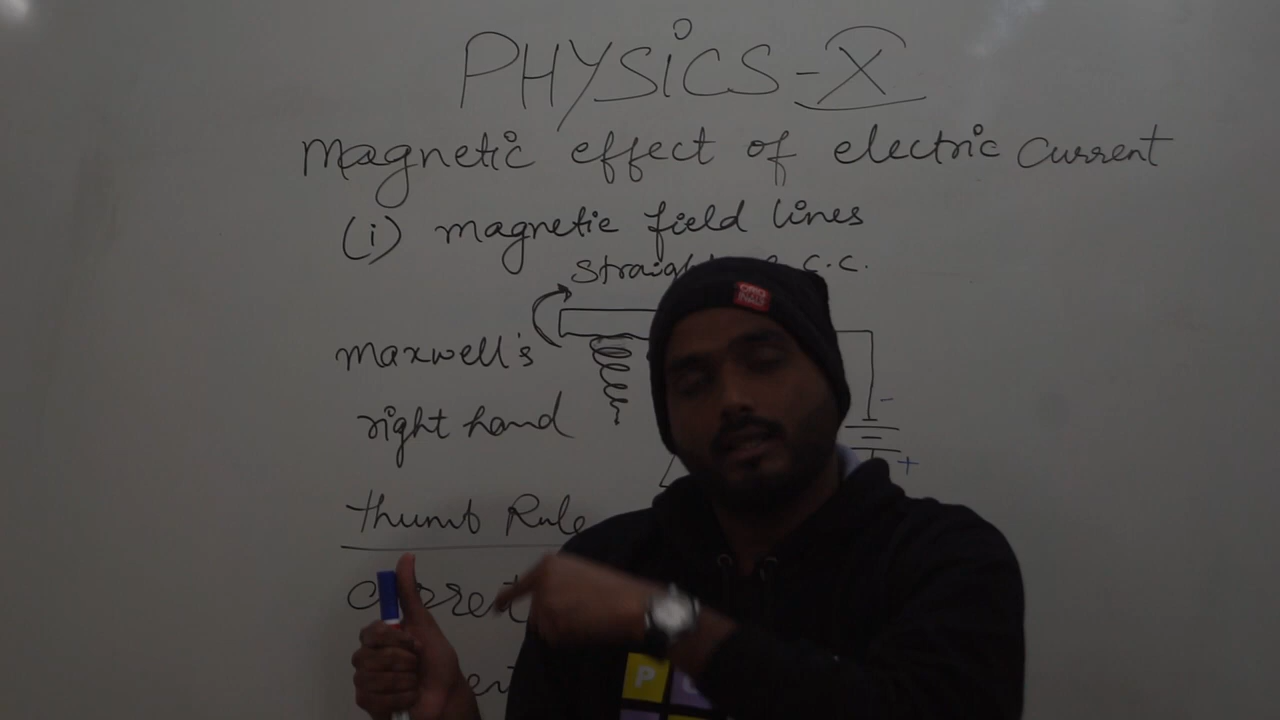 PHYSICS-X
Magnetic effect of electric current
(i) magnetic field lines
C.C.
maxwell's
right hand
thumb Rule
-
+
P